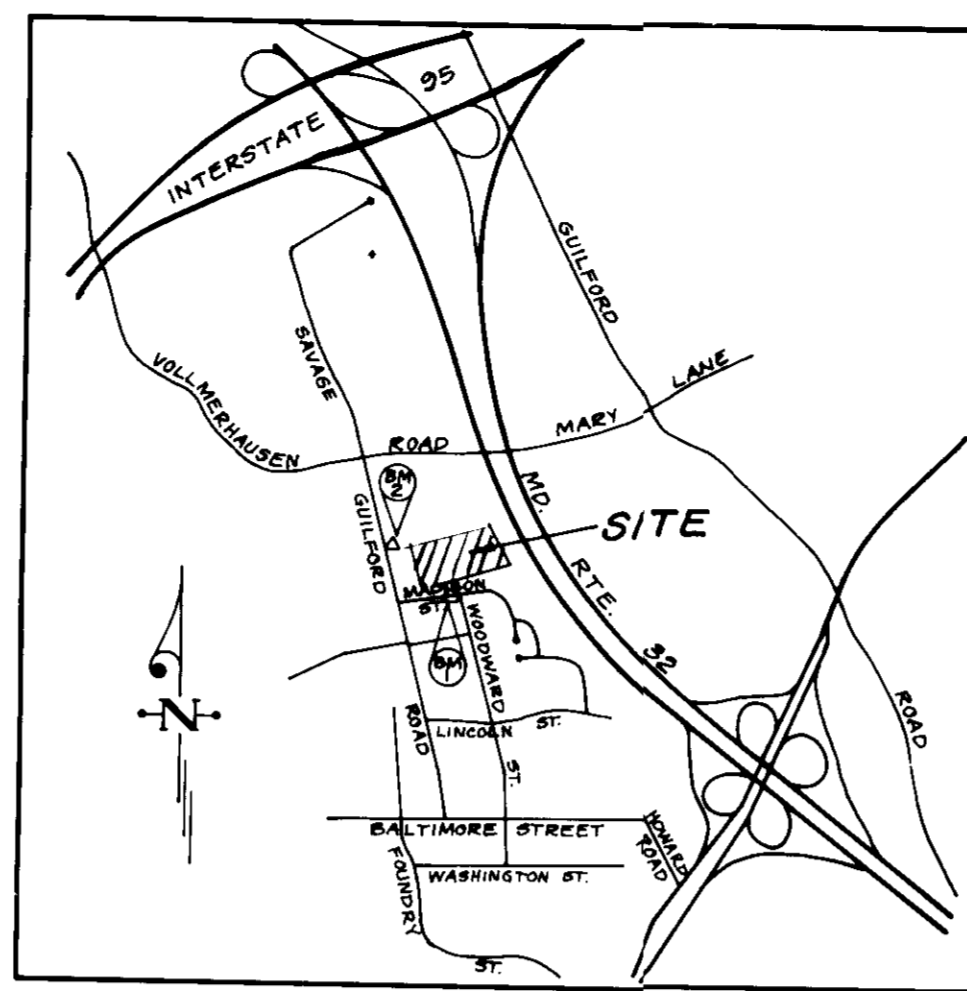 INTERSTATE 95
GUILFORD
SAVAGE
VOLLMERHAUSEN
ROAD
MARY
LANE
BM
2
GUILFORD
MD.
SITE
MADISON
ST.
RTE.
WOODWARD
BM
1
32
N
ROAD
LINCOLN ST.
ST.
ROAD
BALTIMORE STREET
HOWARD
ROAD
WASHINGTON ST.
FOUNDRY
ST.